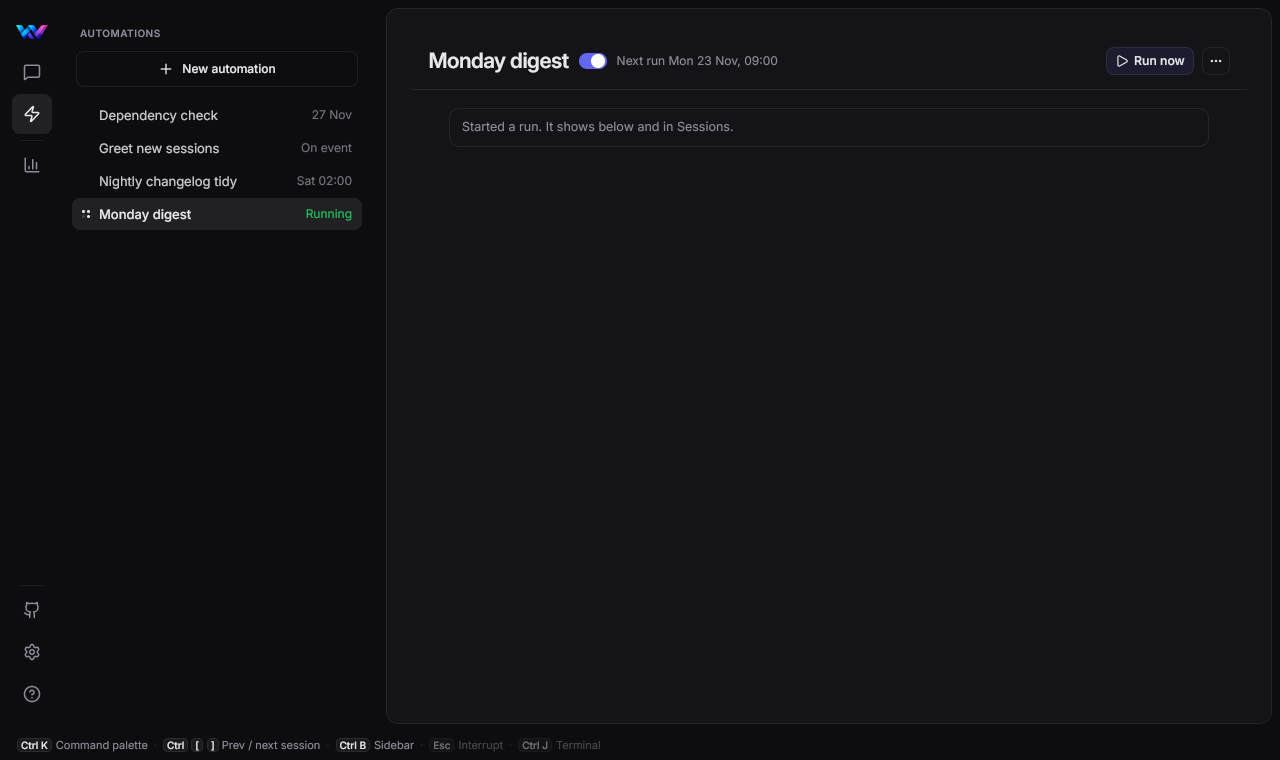 AUTOMATIONS
New automation
Dependency check 27 Nov
Greet new sessions On event
Nightly changelog tidy Sat 02:00
Monday digest Running
Monday digest Next run Mon 23 Nov, 09:00 Run now
Started a run. It shows below and in Sessions.
Ctrl K Command palette · Ctrl [ ] Prev / next session · Ctrl B Sidebar · Esc Interrupt · Ctrl J Terminal